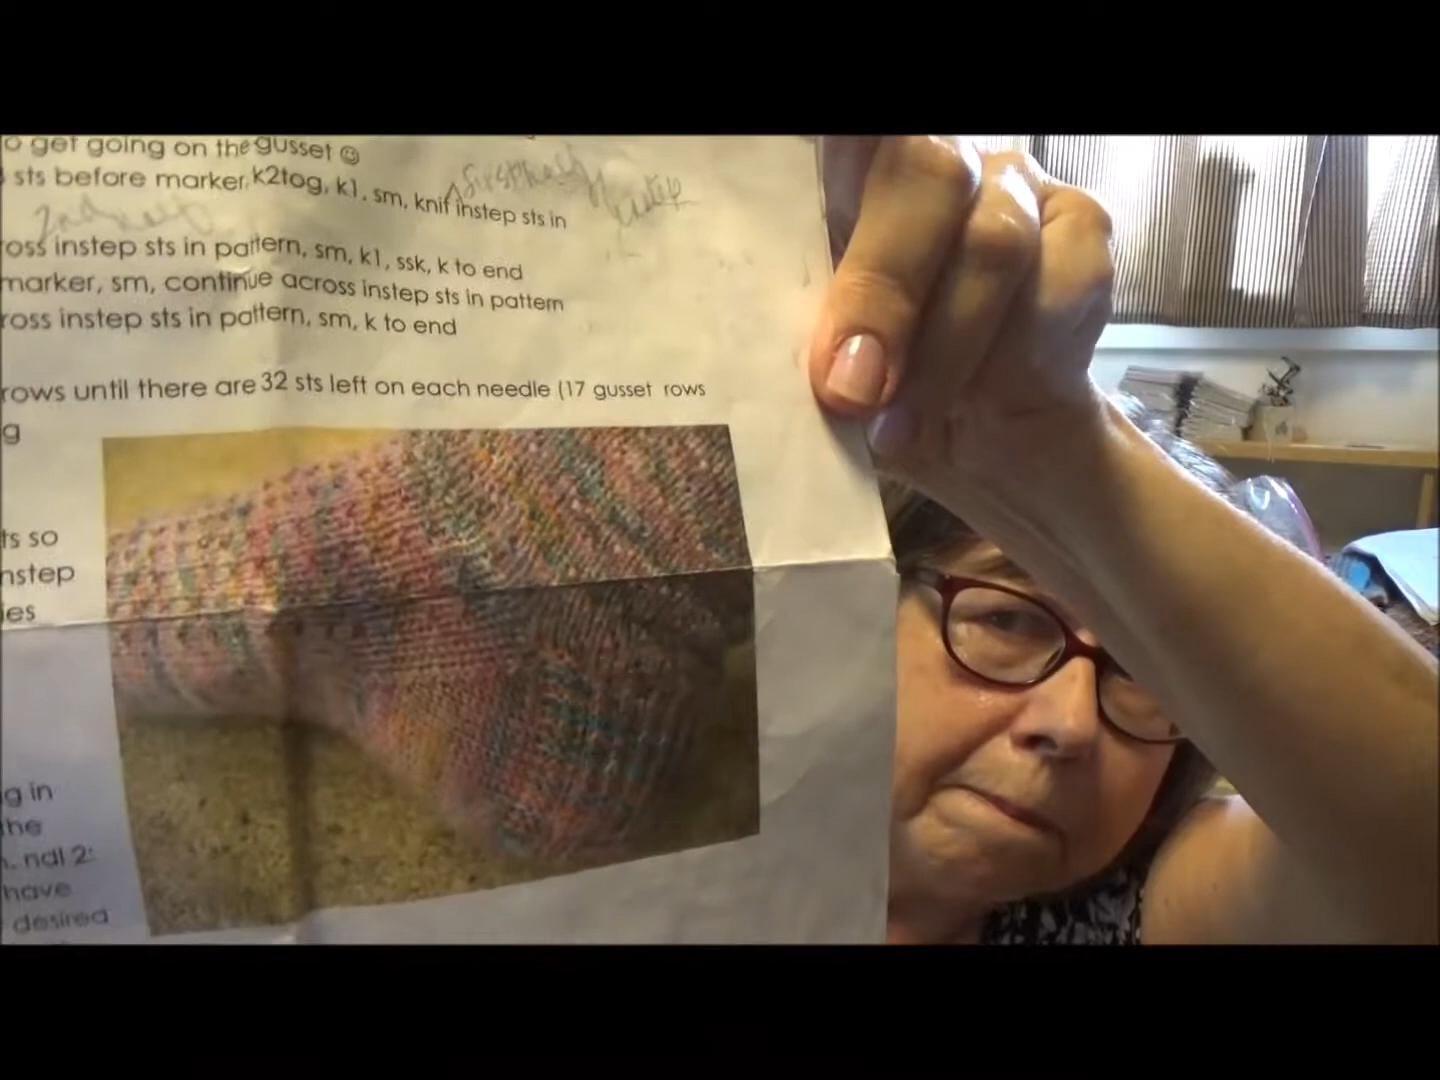 o get going on the gusset ☺
sts before marker, k2tog, k1, sm, knit instep sts in
2nd half
oss instep sts in pattern, sm, k1, ssk, k to end
marker, sm, continue across instep sts in pattern
ross instep sts in pattern, sm, k to end
rows until there are 32 sts left on each needle (17 gusset rows
g
ts so
nstep
ies
g in
he
. ndl 2:
have
desired